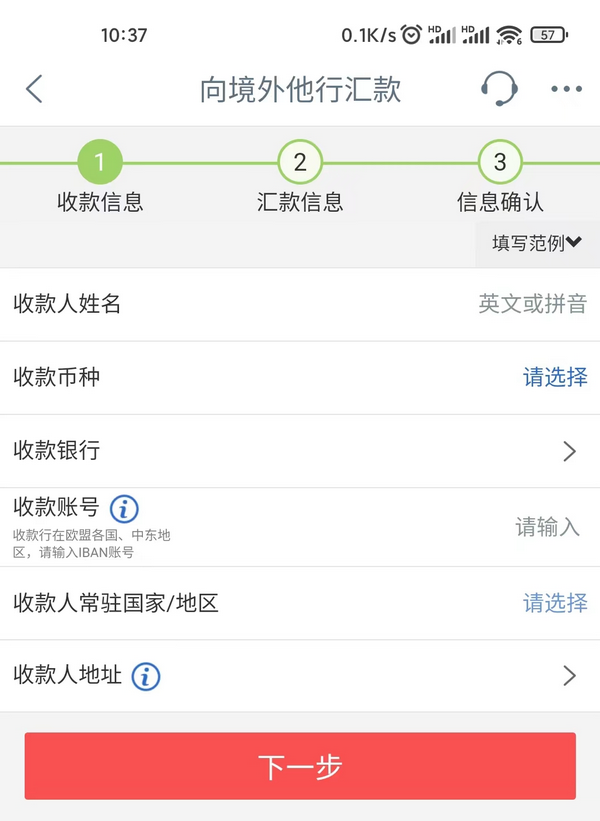 10:37 0.1K/s HD HD 6 57
向境外他行汇款
1 2 3
收款信息 汇款信息 信息确认
填写范例
收款人姓名 英文或拼音
收款币种 请选择
收款银行
收款账号 请输入
收款行在欧盟各国、中东地
区，请输入IBAN账号
收款人常驻国家/地区 请选择
收款人地址
下一步